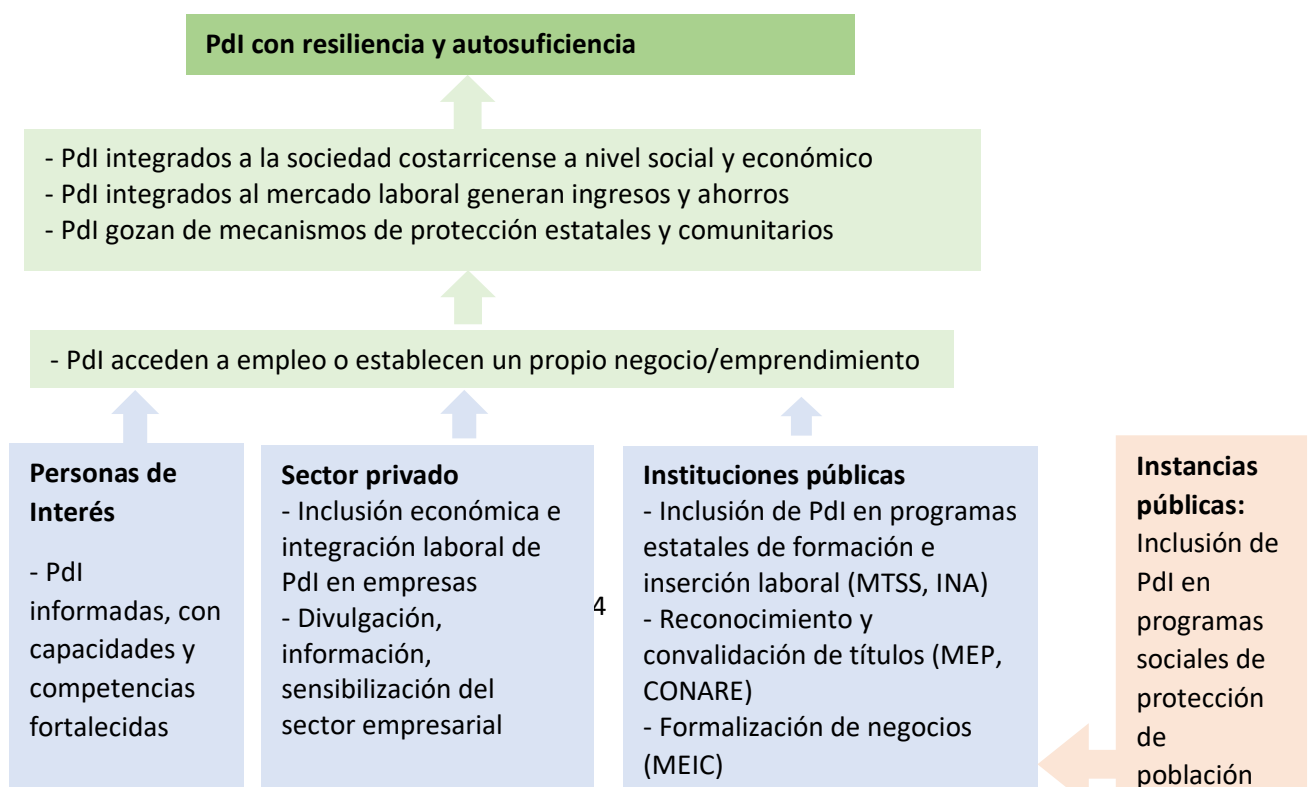 PdI con resiliencia y autosuficiencia
- PdI integrados a la sociedad costarricense a nivel social y económico
- PdI integrados al mercado laboral generan ingresos y ahorros
- PdI gozan de mecanismos de protección estatales y comunitarios
- PdI acceden a empleo o establecen un propio negocio/emprendimiento
Personas de
Interés
- PdI
informadas, con
capacidades y
competencias
fortalecidas
Sector privado
- Inclusión económica e
integración laboral de
PdI en empresas
- Divulgación,
información,
sensibilización del
sector empresarial
4
Instituciones públicas
- Inclusión de PdI en programas
estatales de formación e
inserción laboral (MTSS, INA)
- Reconocimiento y
convalidación de títulos (MEP,
CONARE)
- Formalización de negocios
(MEIC)
Instancias
públicas:
Inclusión de
PdI en
programas
sociales de
protección
de
población